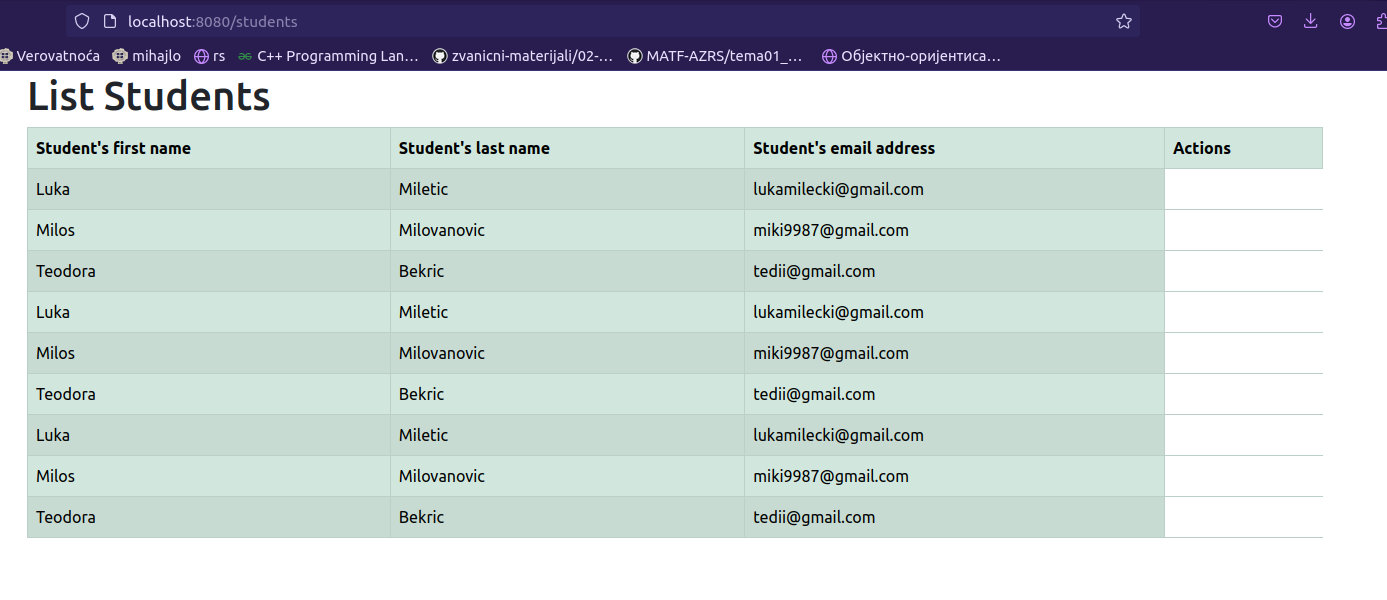 localhost:8080/students
Verovatnoća mihajlo rs C++ Programming Lan... zvanicni-materijali/02-... MATF-AZRS/tema01_... Објектно-оријентиса...
List Students
Student's first name Student's last name Student's email address Actions
Luka Miletic lukamilecki@gmail.com
Milos Milovanovic miki9987@gmail.com
Teodora Bekric tedii@gmail.com
Luka Miletic lukamilecki@gmail.com
Milos Milovanovic miki9987@gmail.com
Teodora Bekric tedii@gmail.com
Luka Miletic lukamilecki@gmail.com
Milos Milovanovic miki9987@gmail.com
Teodora Bekric tedii@gmail.com